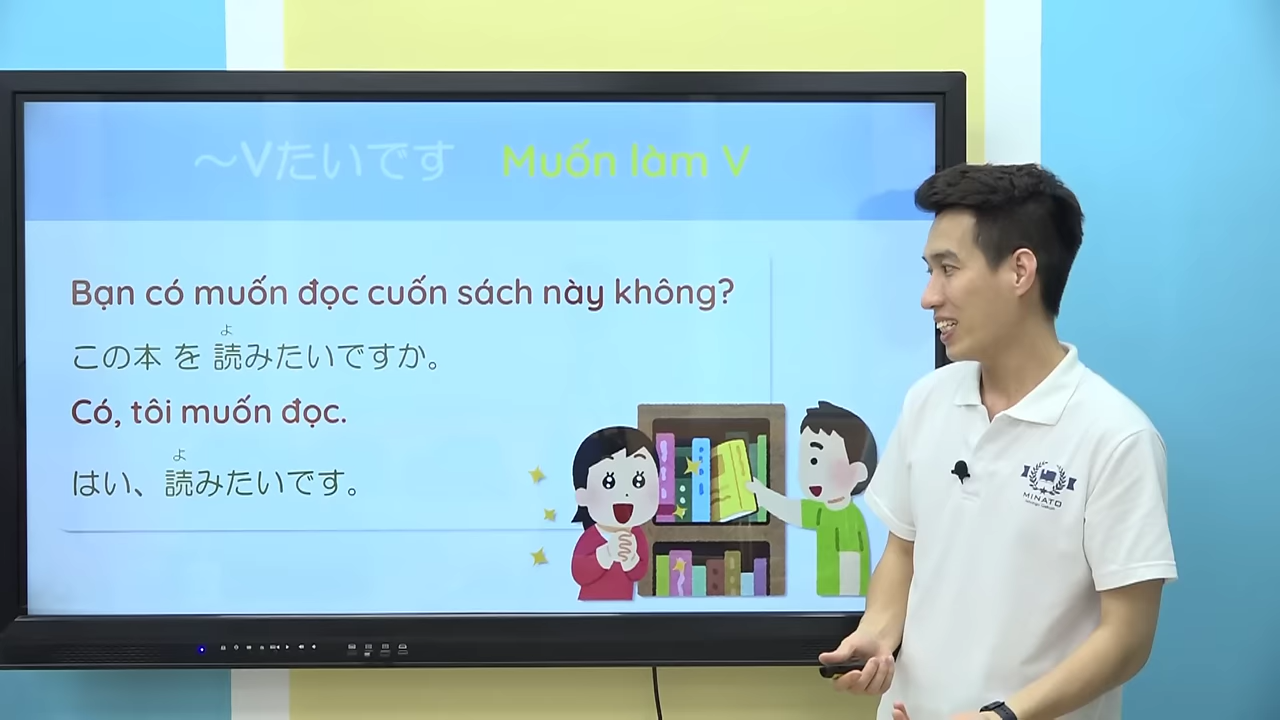 ～Vたいです Muốn làm V
Bạn có muốn đọc cuốn sách này không?
よ
この本 を 読みたいですか。
Có, tôi muốn đọc.
よ
はい、読みたいです。
MINATO